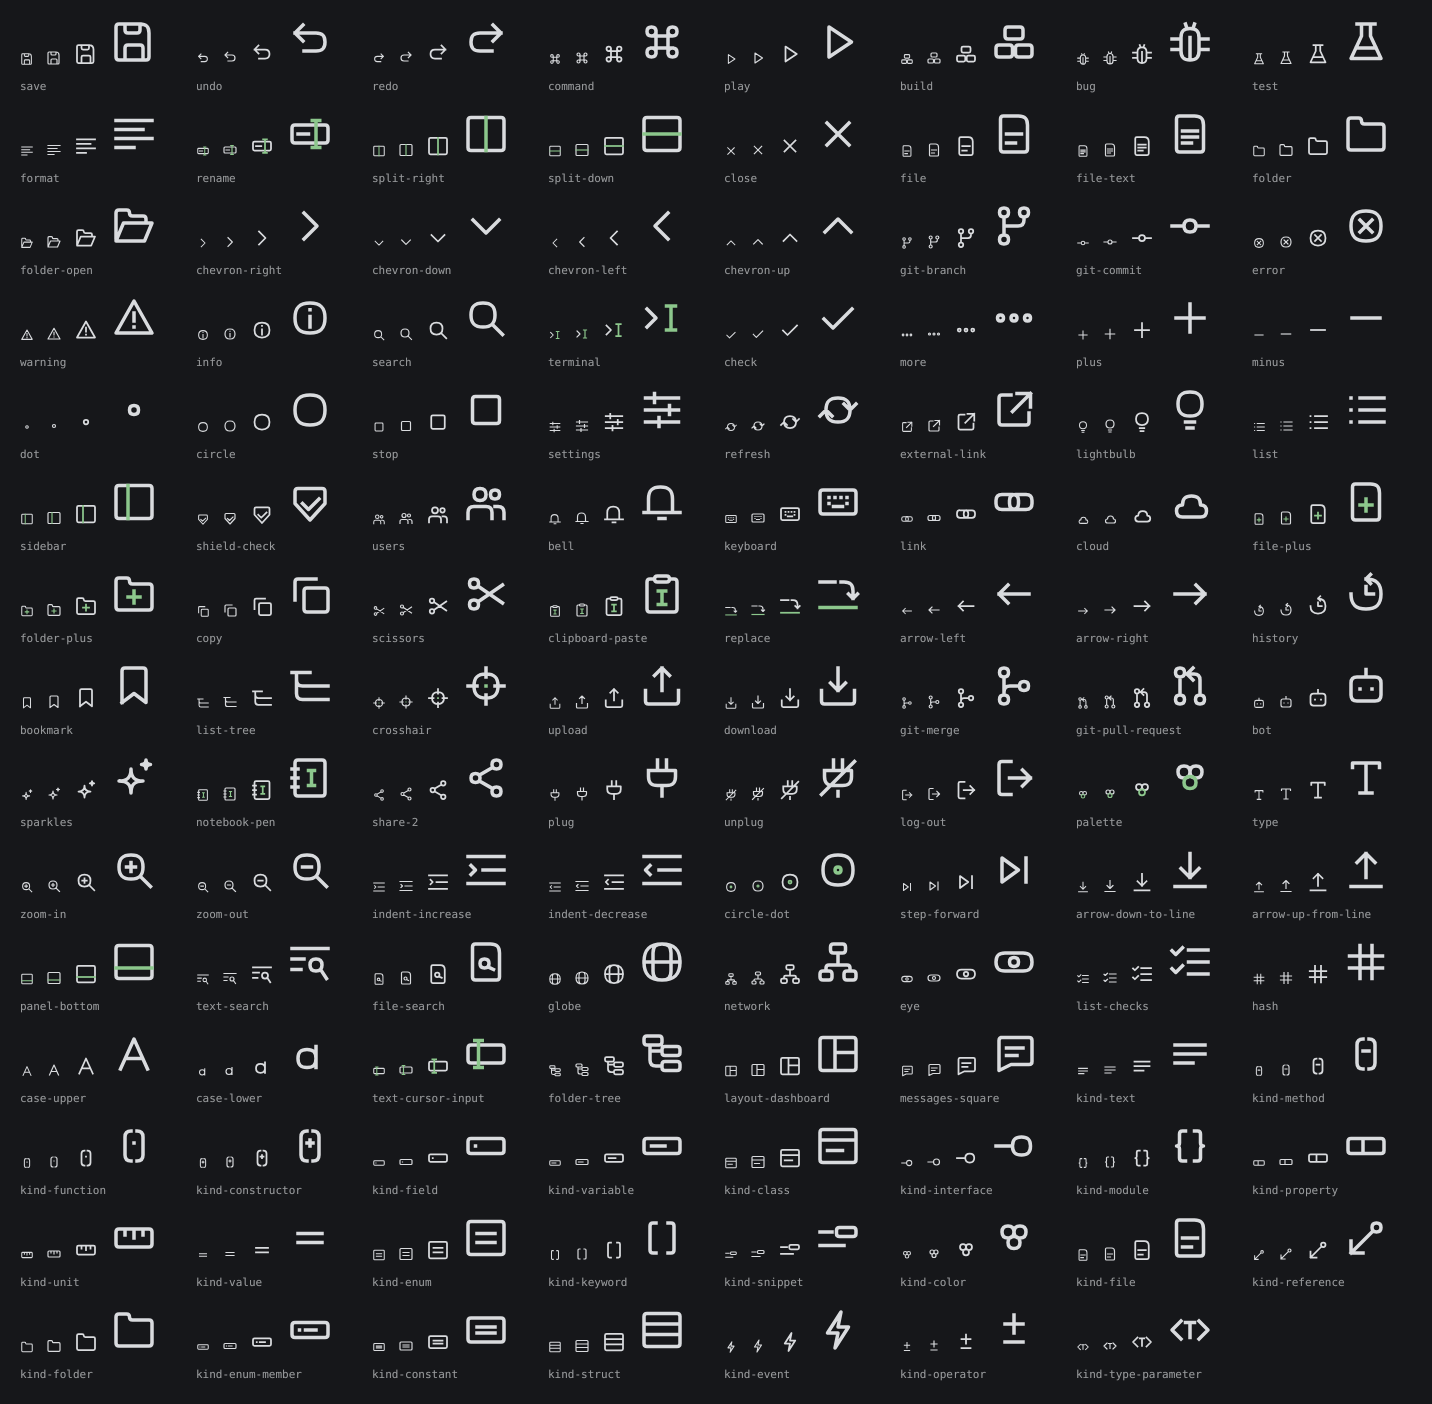 save undo redo command play build bug test
format rename split-right split-down close file file-text folder
folder-open chevron-right chevron-down chevron-left chevron-up git-branch git-commit error
warning info search terminal check more plus minus
dot circle stop settings refresh external-link lightbulb list
sidebar shield-check users bell keyboard link cloud file-plus
folder-plus copy scissors clipboard-paste replace arrow-left arrow-right history
bookmark list-tree crosshair upload download git-merge git-pull-request bot
sparkles notebook-pen share-2 plug unplug log-out palette type
zoom-in zoom-out indent-increase indent-decrease circle-dot step-forward arrow-down-to-line arrow-up-from-line
panel-bottom text-search file-search globe network eye list-checks hash
case-upper case-lower text-cursor-input folder-tree layout-dashboard messages-square kind-text kind-method
kind-function kind-constructor kind-field kind-variable kind-class kind-interface kind-module kind-property
kind-unit kind-value kind-enum kind-keyword kind-snippet kind-color kind-file kind-reference
kind-folder kind-enum-member kind-constant kind-struct kind-event kind-operator kind-type-parameter